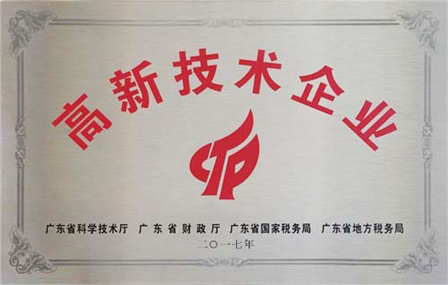 高新技术企业
广东省科学技术厅 广东省财政厅 广东省国家税务局 广东省地方税务局
二〇一七年